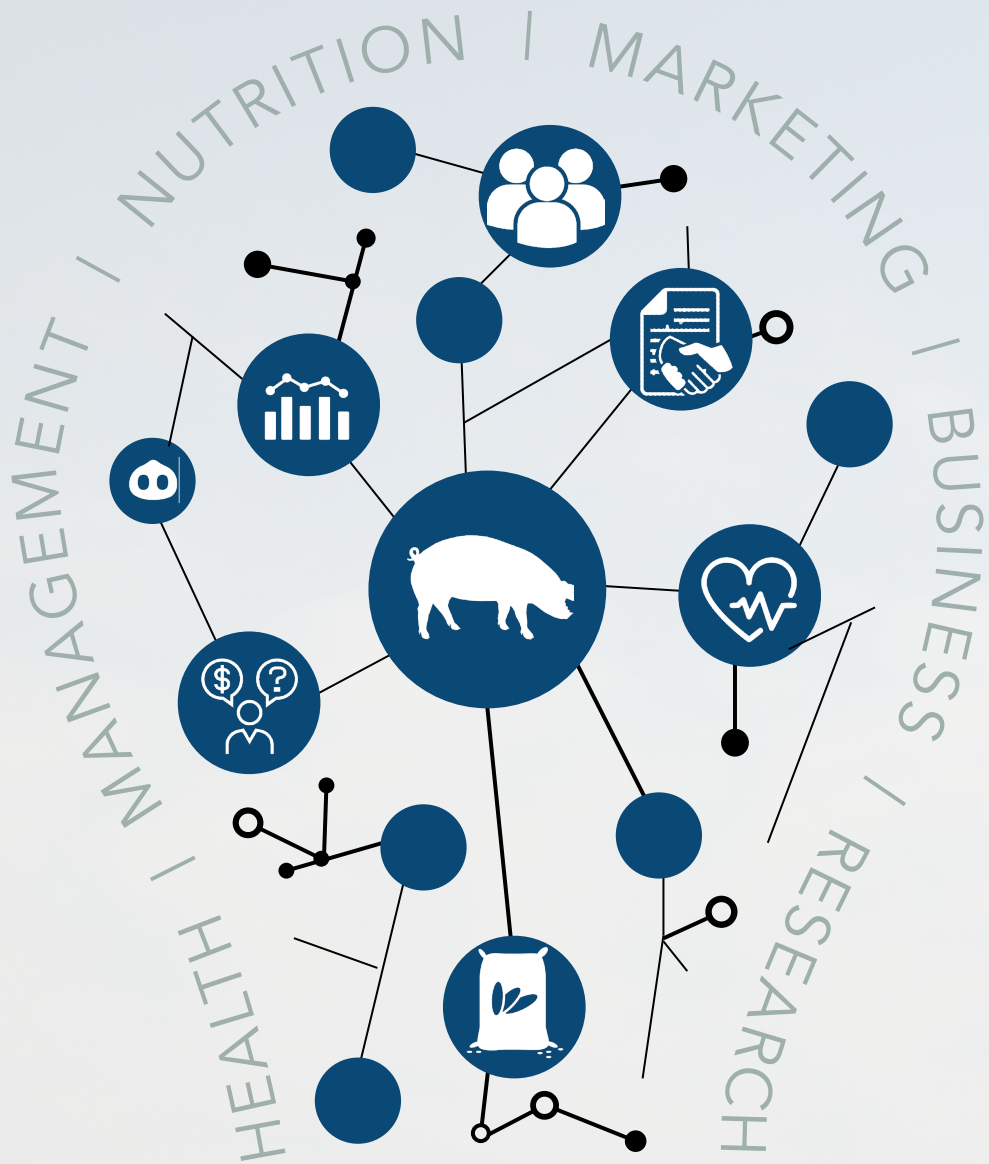 HEALTH | MANAGEMENT | NUTRITION | MARKETING | BUSINESS | RESEARCH
$
?